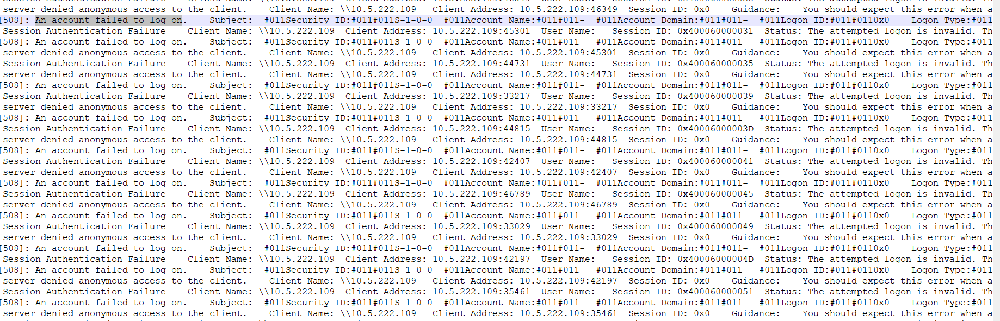 server denied anonymous access to the client.    Client Name: \\10.5.222.109   Client Address: 10.5.222.109:46349  Session ID: 0x0    Guidance:    You should expect this error when a
[508]: An account failed to log on.    Subject:  #011Security ID:#011#011S-1-0-0  #011Account Name:#011#011-  #011Account Domain:#011#011-  #011Logon ID:#011#0110x0    Logon Type:#011
Session Authentication Failure    Client Name: \\10.5.222.109  Client Address: 10.5.222.109:45301  User Name:   Session ID: 0x400060000031  Status: The attempted logon is invalid. Th
[508]: An account failed to log on.    Subject:  #011Security ID:#011#011S-1-0-0  #011Account Name:#011#011-  #011Account Domain:#011#011-  #011Logon ID:#011#0110x0    Logon Type:#011
server denied anonymous access to the client.    Client Name: \\10.5.222.109   Client Address: 10.5.222.109:45301  Session ID: 0x0    Guidance:    You should expect this error when a
Session Authentication Failure    Client Name: \\10.5.222.109  Client Address: 10.5.222.109:44731  User Name:   Session ID: 0x400060000035  Status: The attempted logon is invalid. Th
server denied anonymous access to the client.    Client Name: \\10.5.222.109   Client Address: 10.5.222.109:44731  Session ID: 0x0    Guidance:    You should expect this error when a
[508]: An account failed to log on.    Subject:  #011Security ID:#011#011S-1-0-0  #011Account Name:#011#011-  #011Account Domain:#011#011-  #011Logon ID:#011#0110x0    Logon Type:#011
Session Authentication Failure    Client Name: \\10.5.222.109  Client Address: 10.5.222.109:33217  User Name:   Session ID: 0x400060000039  Status: The attempted logon is invalid. Th
server denied anonymous access to the client.    Client Name: \\10.5.222.109   Client Address: 10.5.222.109:33217  Session ID: 0x0    Guidance:    You should expect this error when a
[508]: An account failed to log on.    Subject:  #011Security ID:#011#011S-1-0-0  #011Account Name:#011#011-  #011Account Domain:#011#011-  #011Logon ID:#011#0110x0    Logon Type:#011
Session Authentication Failure    Client Name: \\10.5.222.109  Client Address: 10.5.222.109:44815  User Name:   Session ID: 0x40006000003D  Status: The attempted logon is invalid. Th
server denied anonymous access to the client.    Client Name: \\10.5.222.109   Client Address: 10.5.222.109:44815  Session ID: 0x0    Guidance:    You should expect this error when a
[508]: An account failed to log on.    Subject:  #011Security ID:#011#011S-1-0-0  #011Account Name:#011#011-  #011Account Domain:#011#011-  #011Logon ID:#011#0110x0    Logon Type:#011
Session Authentication Failure    Client Name: \\10.5.222.109  Client Address: 10.5.222.109:42407  User Name:   Session ID: 0x400060000041  Status: The attempted logon is invalid. Th
server denied anonymous access to the client.    Client Name: \\10.5.222.109   Client Address: 10.5.222.109:42407  Session ID: 0x0    Guidance:    You should expect this error when a
[508]: An account failed to log on.    Subject:  #011Security ID:#011#011S-1-0-0  #011Account Name:#011#011-  #011Account Domain:#011#011-  #011Logon ID:#011#0110x0    Logon Type:#011
Session Authentication Failure    Client Name: \\10.5.222.109  Client Address: 10.5.222.109:46789  User Name:   Session ID: 0x400060000045  Status: The attempted logon is invalid. Th
server denied anonymous access to the client.    Client Name: \\10.5.222.109   Client Address: 10.5.222.109:46789  Session ID: 0x0    Guidance:    You should expect this error when a
[508]: An account failed to log on.    Subject:  #011Security ID:#011#011S-1-0-0  #011Account Name:#011#011-  #011Account Domain:#011#011-  #011Logon ID:#011#0110x0    Logon Type:#011
Session Authentication Failure    Client Name: \\10.5.222.109  Client Address: 10.5.222.109:33029  User Name:   Session ID: 0x400060000049  Status: The attempted logon is invalid. Th
server denied anonymous access to the client.    Client Name: \\10.5.222.109   Client Address: 10.5.222.109:33029  Session ID: 0x0    Guidance:    You should expect this error when a
[508]: An account failed to log on.    Subject:  #011Security ID:#011#011S-1-0-0  #011Account Name:#011#011-  #011Account Domain:#011#011-  #011Logon ID:#011#0110x0    Logon Type:#011
Session Authentication Failure    Client Name: \\10.5.222.109  Client Address: 10.5.222.109:42197  User Name:   Session ID: 0x40006000004D  Status: The attempted logon is invalid. Th
[508]: An account failed to log on.    Subject:  #011Security ID:#011#011S-1-0-0  #011Account Name:#011#011-  #011Account Domain:#011#011-  #011Logon ID:#011#0110x0    Logon Type:#011
server denied anonymous access to the client.    Client Name: \\10.5.222.109   Client Address: 10.5.222.109:42197  Session ID: 0x0    Guidance:    You should expect this error when a
Session Authentication Failure    Client Name: \\10.5.222.109  Client Address: 10.5.222.109:35461  User Name:   Session ID: 0x400060000051  Status: The attempted logon is invalid. Th
[508]: An account failed to log on.    Subject:  #011Security ID:#011#011S-1-0-0  #011Account Name:#011#011-  #011Account Domain:#011#011-  #011Logon ID:#011#0110x0    Logon Type:#011
server denied anonymous access to the client.    Client Name: \\10.5.222.109   Client Address: 10.5.222.109:35461  Session ID: 0x0    Guidance:    You should expect this error when a